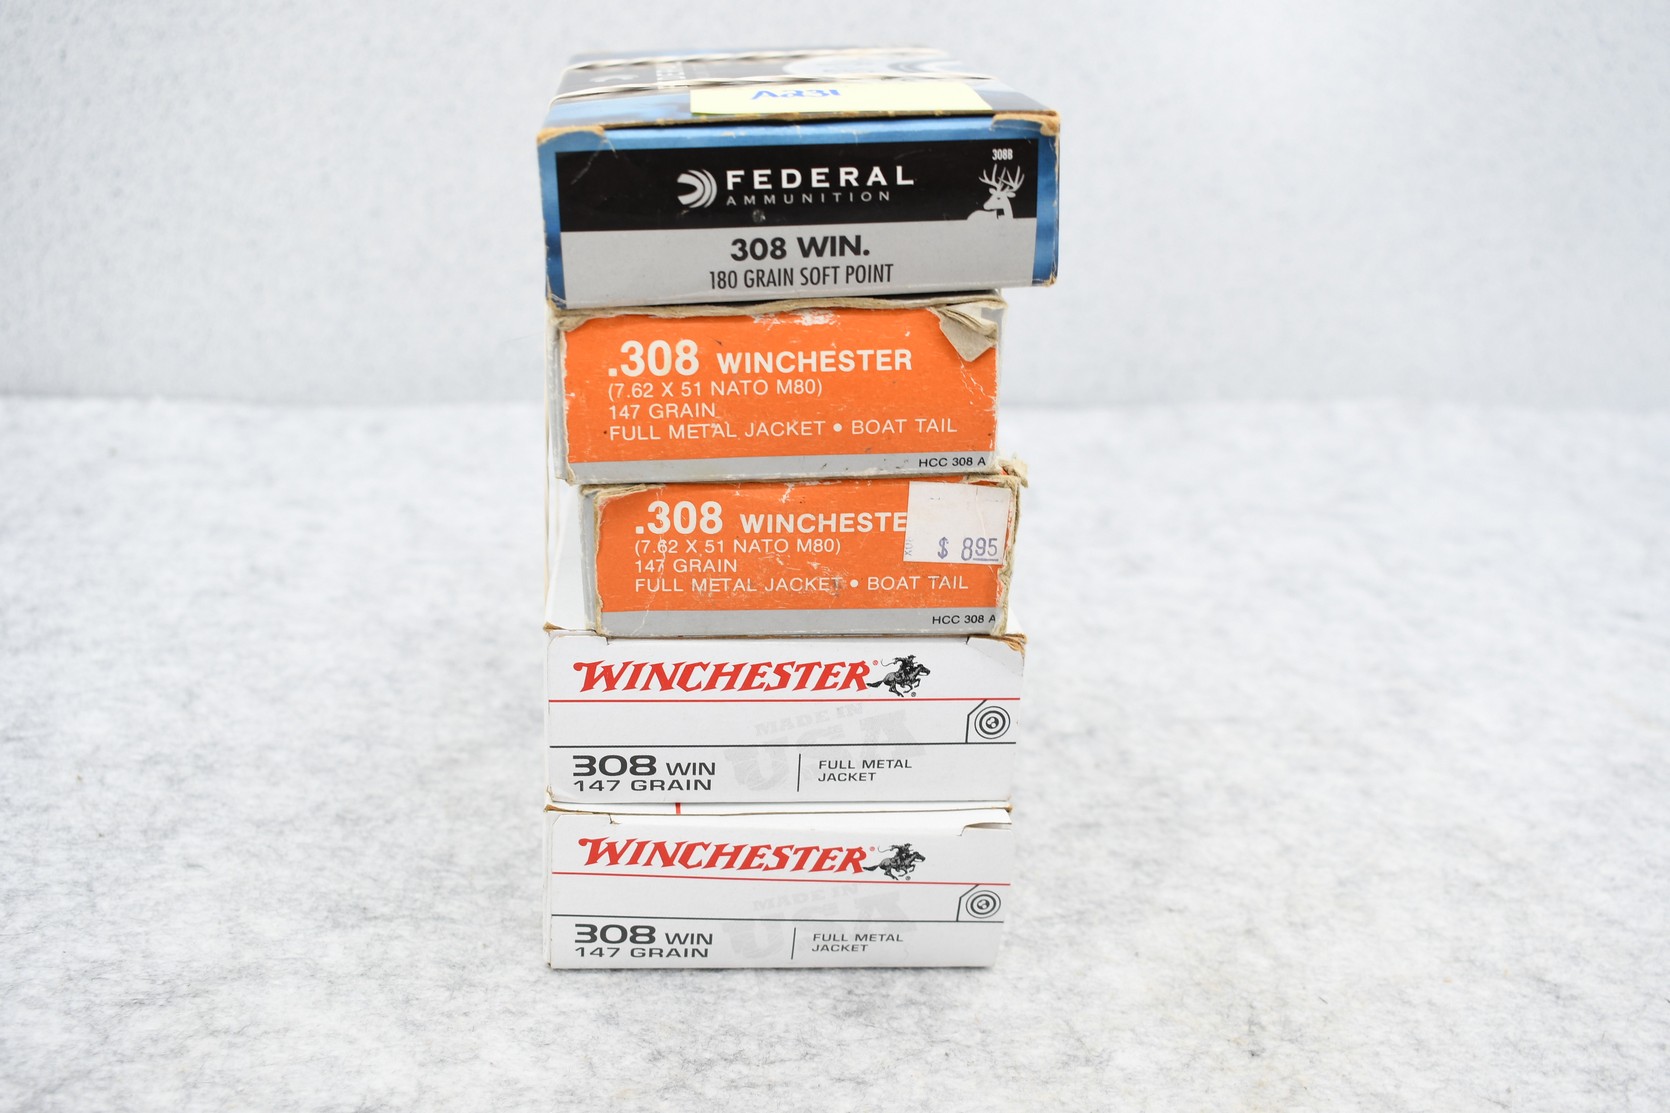 A231
308B
FEDERAL
AMMUNITION
308 WIN.
180 GRAIN SOFT POINT
.308 WINCHESTER
(7.62 X 51 NATO M80)
147 GRAIN
FULL METAL JACKET • BOAT TAIL
HCC 308 A
.308 WINCHESTE
$ 895
(7.62 X 51 NATO M80)
147 GRAIN
FULL METAL JACKET • BOAT TAIL
HCC 308 A
WINCHESTER®
MADE IN
USA
308 WIN
147 GRAIN
FULL METAL
JACKET
WINCHESTER®
MADE IN
USA
308 WIN
147 GRAIN
FULL METAL
JACKET